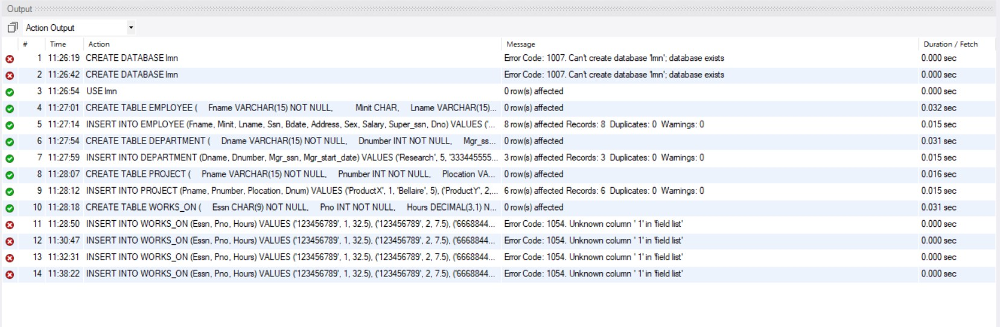 Output
Action Output
# Time Action Message Duration / Fetch
1 11:26:19 CREATE DATABASE lmn Error Code: 1007. Can't create database 'lmn'; database exists 0.000 sec
2 11:26:42 CREATE DATABASE lmn Error Code: 1007. Can't create database 'lmn'; database exists 0.000 sec
3 11:26:54 USE lmn 0 row(s) affected 0.000 sec
4 11:27:01 CREATE TABLE EMPLOYEE ( Fname VARCHAR(15) NOT NULL, Minit CHAR, Lname VARCHAR(15)... 0 row(s) affected 0.032 sec
5 11:27:14 INSERT INTO EMPLOYEE (Fname, Minit, Lname, Ssn, Bdate, Address, Sex, Salary, Super_ssn, Dno) VALUES ('... 8 row(s) affected Records: 8 Duplicates: 0 Warnings: 0 0.015 sec
6 11:27:54 CREATE TABLE DEPARTMENT ( Dname VARCHAR(15) NOT NULL, Dnumber INT NOT NULL, Mgr_ss... 0 row(s) affected 0.031 sec
7 11:27:59 INSERT INTO DEPARTMENT (Dname, Dnumber, Mgr_ssn, Mgr_start_date) VALUES ('Research', 5, '333445555... 3 row(s) affected Records: 3 Duplicates: 0 Warnings: 0 0.015 sec
8 11:28:07 CREATE TABLE PROJECT ( Pname VARCHAR(15) NOT NULL, Pnumber INT NOT NULL, Plocation VA... 0 row(s) affected 0.016 sec
9 11:28:12 INSERT INTO PROJECT (Pname, Pnumber, Plocation, Dnum) VALUES ('ProductX', 1, 'Bellaire', 5), ('ProductY', 2,... 6 row(s) affected Records: 6 Duplicates: 0 Warnings: 0 0.015 sec
10 11:28:18 CREATE TABLE WORKS_ON ( Essn CHAR(9) NOT NULL, Pno INT NOT NULL, Hours DECIMAL(3,1) N... 0 row(s) affected 0.031 sec
11 11:28:50 INSERT INTO WORKS_ON (Essn, Pno, Hours) VALUES ('123456789', 1, 32.5), ('123456789', 2, 7.5), ('6668844... Error Code: 1054. Unknown column ' 1' in 'field list' 0.000 sec
12 11:30:47 INSERT INTO WORKS_ON (Essn, Pno, Hours) VALUES ('123456789', 1, 32.5), ('123456789', 2, 7.5), ('6668844... Error Code: 1054. Unknown column ' 1' in 'field list' 0.000 sec
13 11:32:31 INSERT INTO WORKS_ON (Essn, Pno, Hours) VALUES ('123456789', 1, 32.5), ('123456789', 2, 7.5), ('6668844... Error Code: 1054. Unknown column ' 1' in 'field list' 0.000 sec
14 11:38:22 INSERT INTO WORKS_ON (Essn, Pno, Hours) VALUES ('123456789', 1, 32.5), ('123456789', 2, 7.5), ('6668844... Error Code: 1054. Unknown column ' 1' in 'field list' 0.000 sec